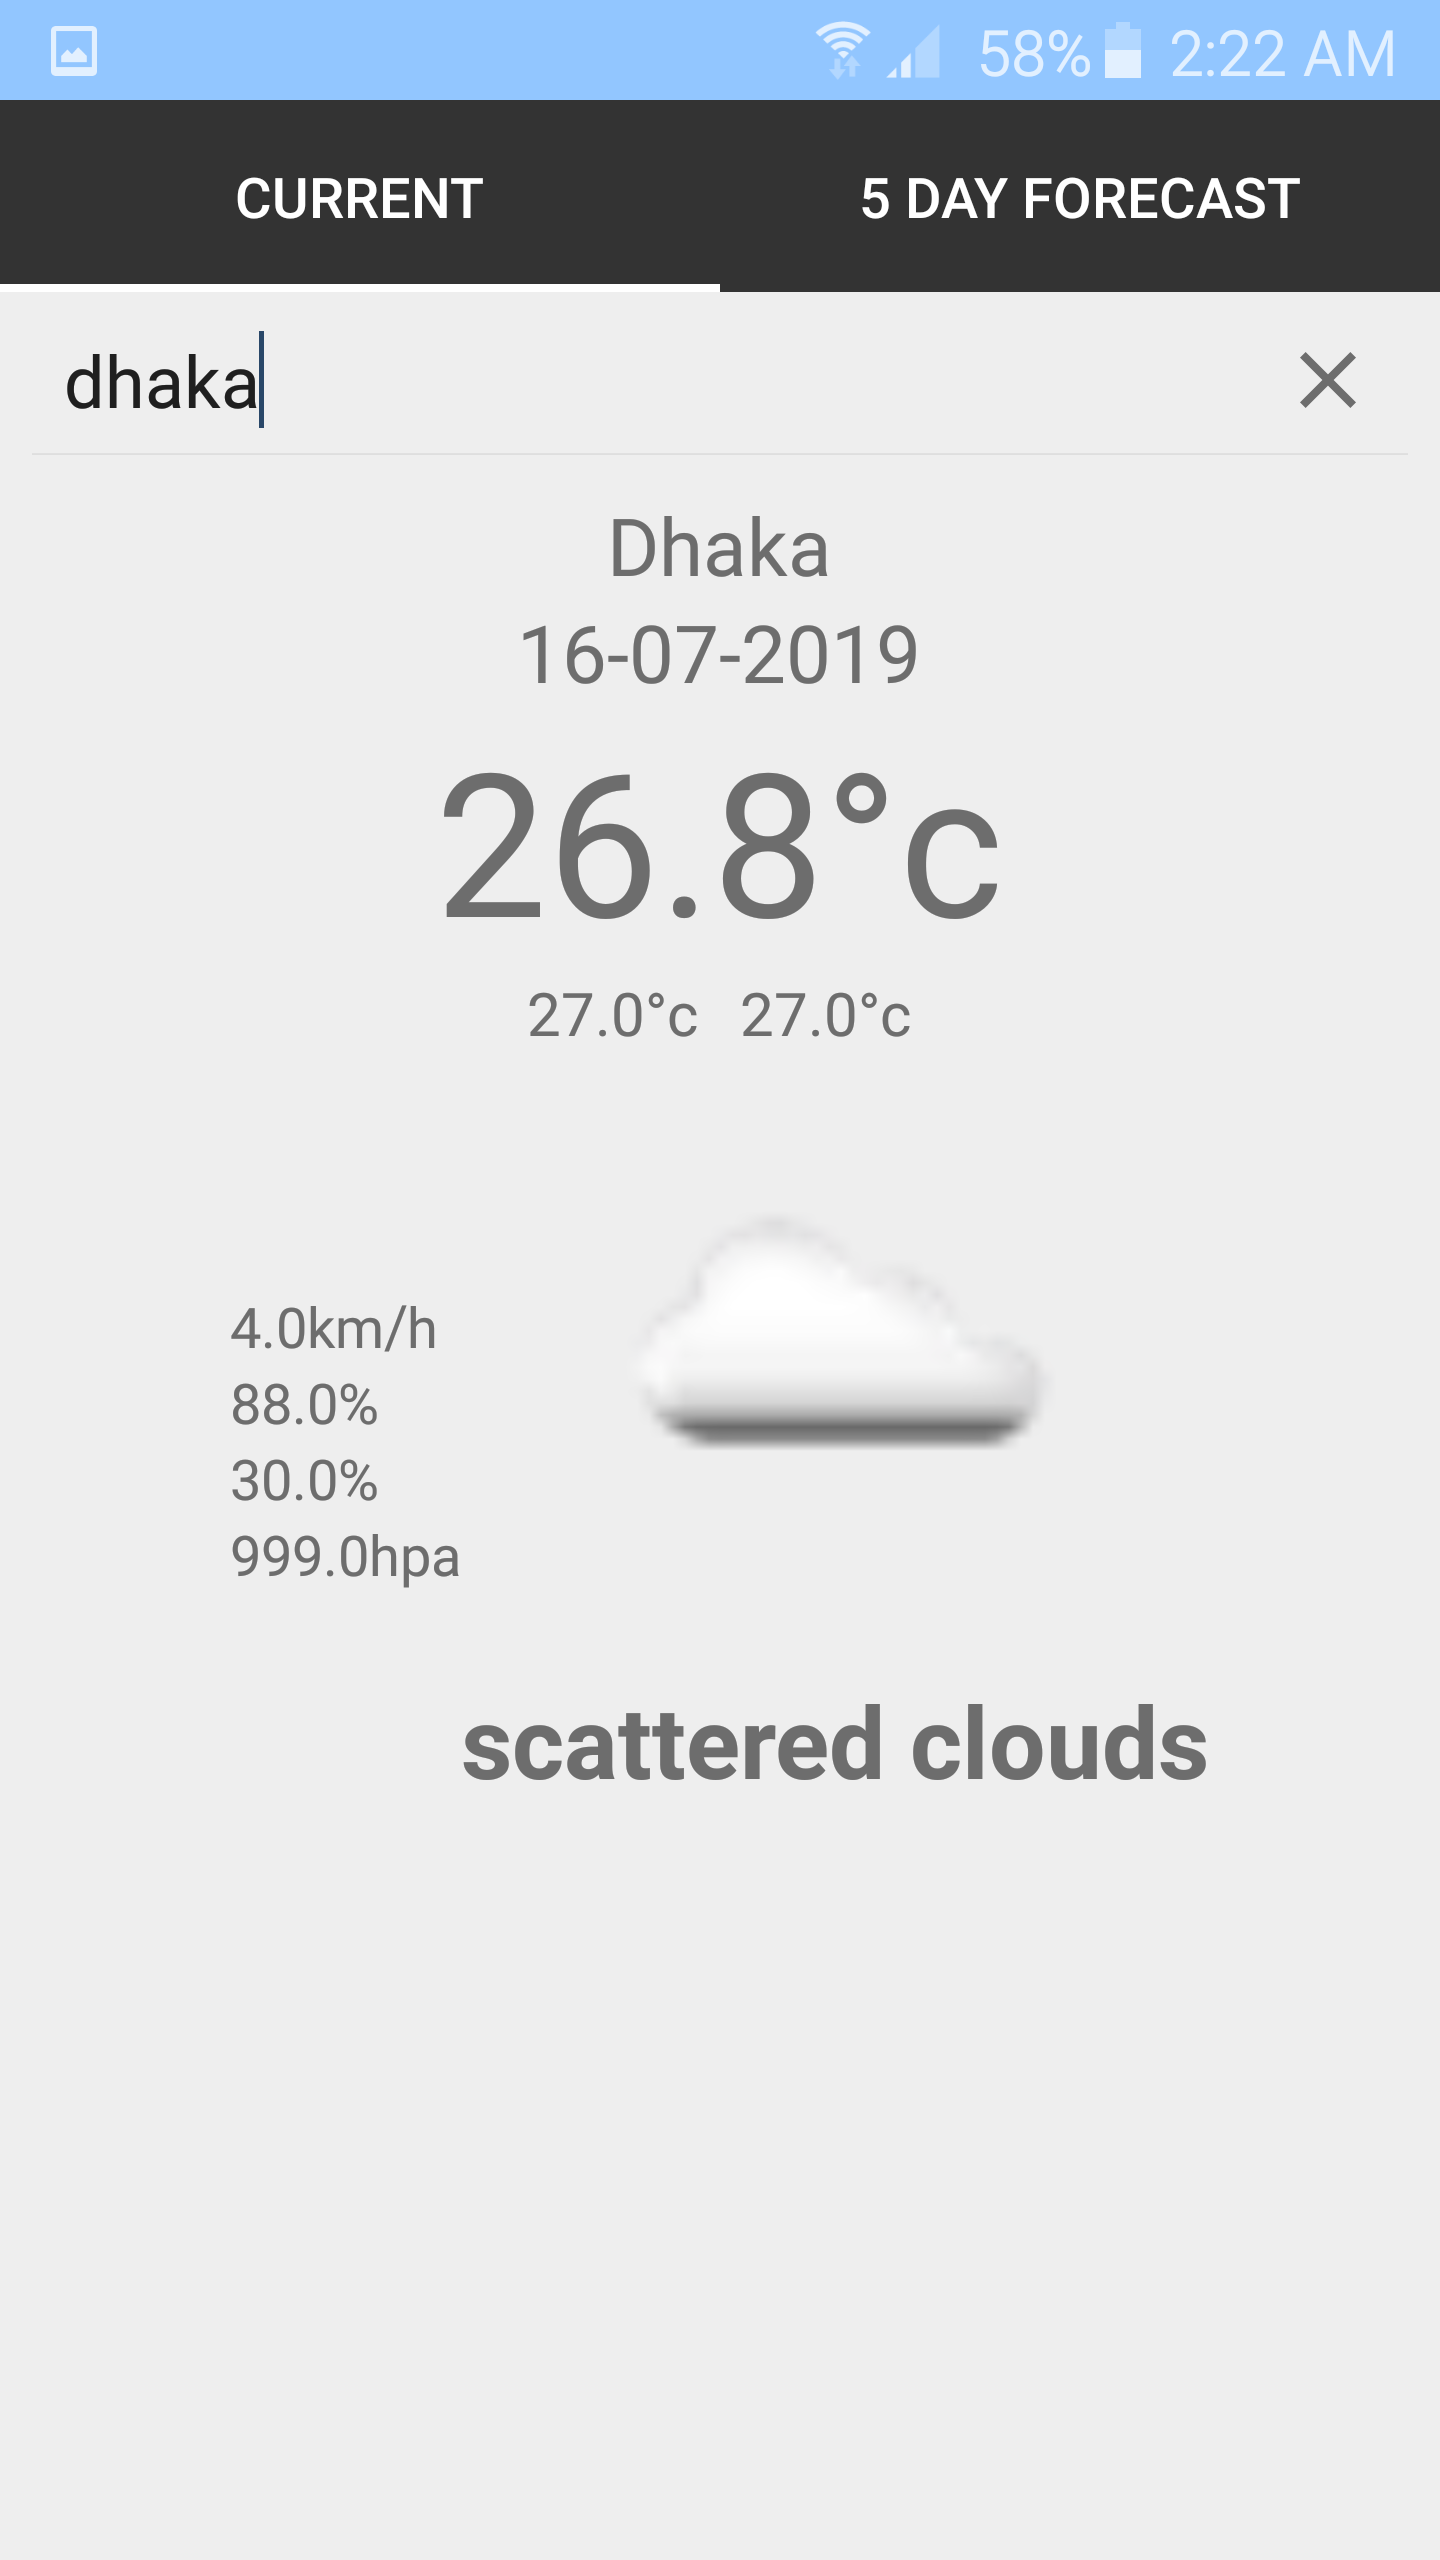 58% 2:22 AM
CURRENT 5 DAY FORECAST
dhaka
Dhaka
16-07-2019
26.8°c
27.0°c 27.0°c
4.0km/h
88.0%
30.0%
999.0hpa
scattered clouds